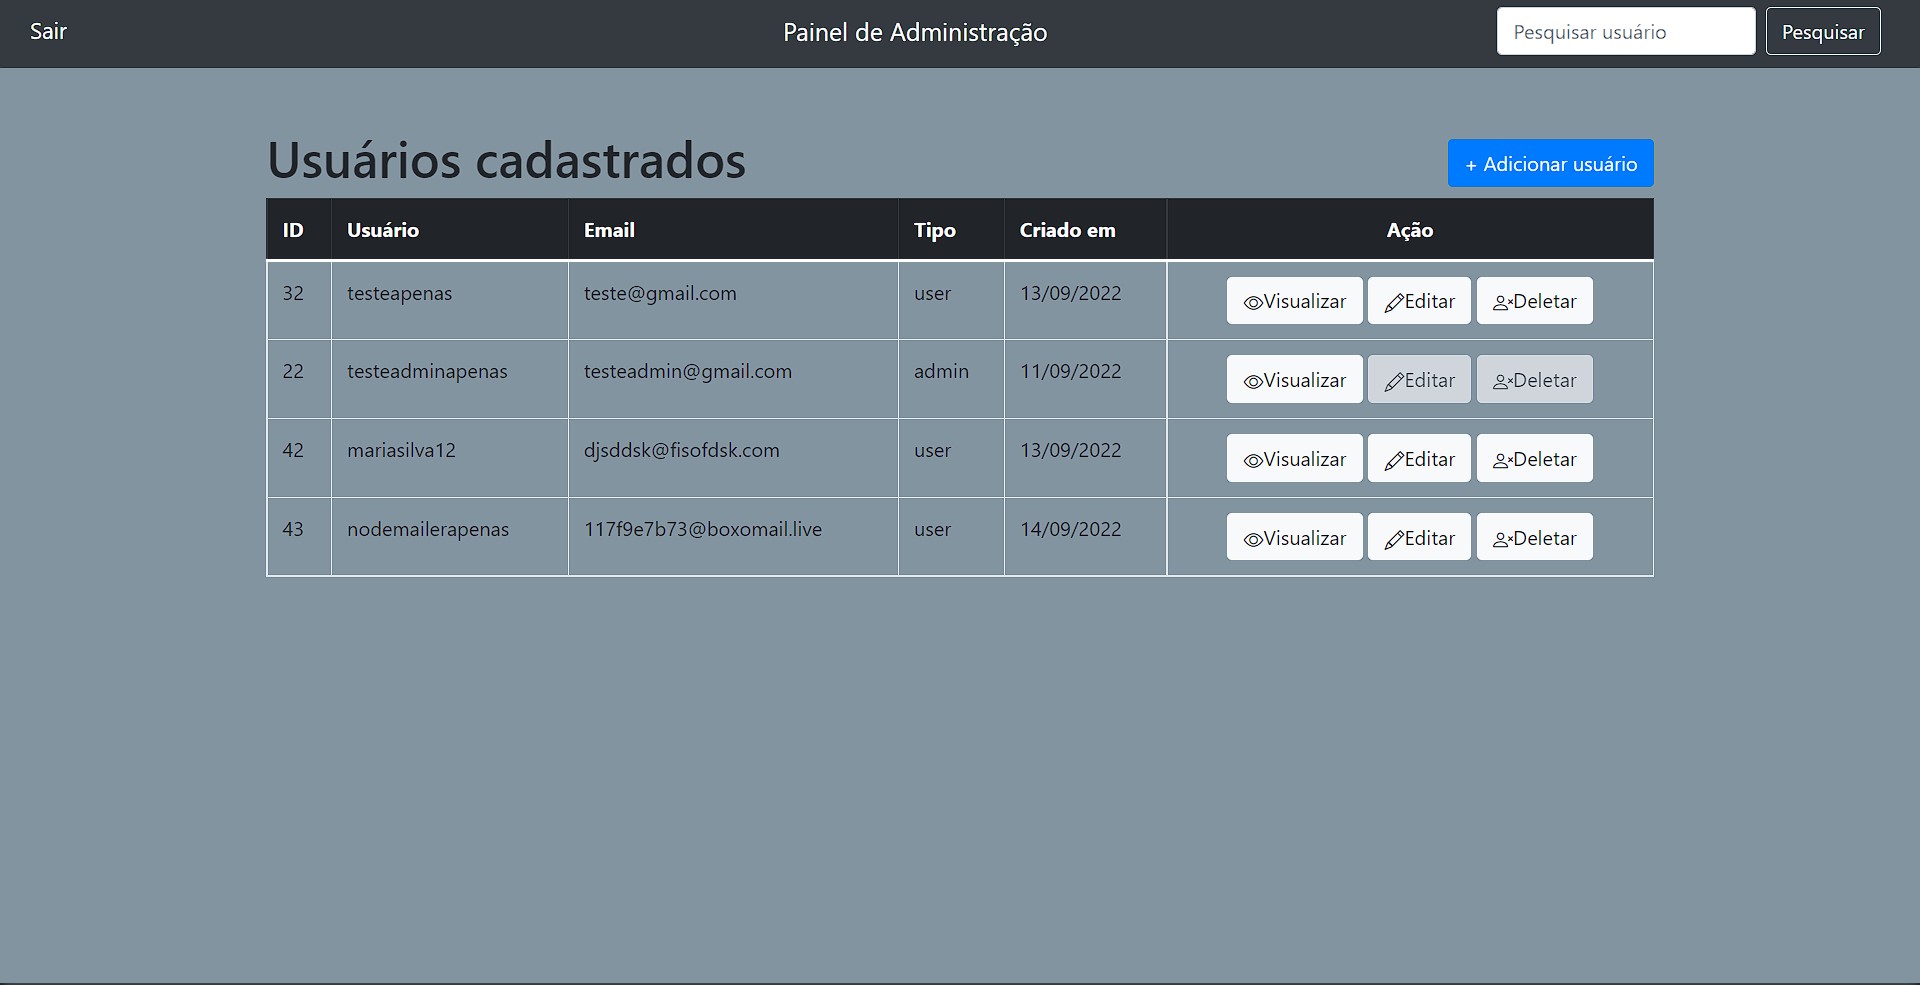 Sair Painel de Administração Pesquisar usuário Pesquisar
Usuários cadastrados + Adicionar usuário
ID Usuário Email Tipo Criado em Ação
32 testeapenas teste@gmail.com user 13/09/2022 Visualizar Editar Deletar
22 testeadminapenas testeadmin@gmail.com admin 11/09/2022 Visualizar Editar Deletar
42 mariasilva12 djsddsk@fisofdsk.com user 13/09/2022 Visualizar Editar Deletar
43 nodemailerapenas 117f9e7b73@boxomail.live user 14/09/2022 Visualizar Editar Deletar